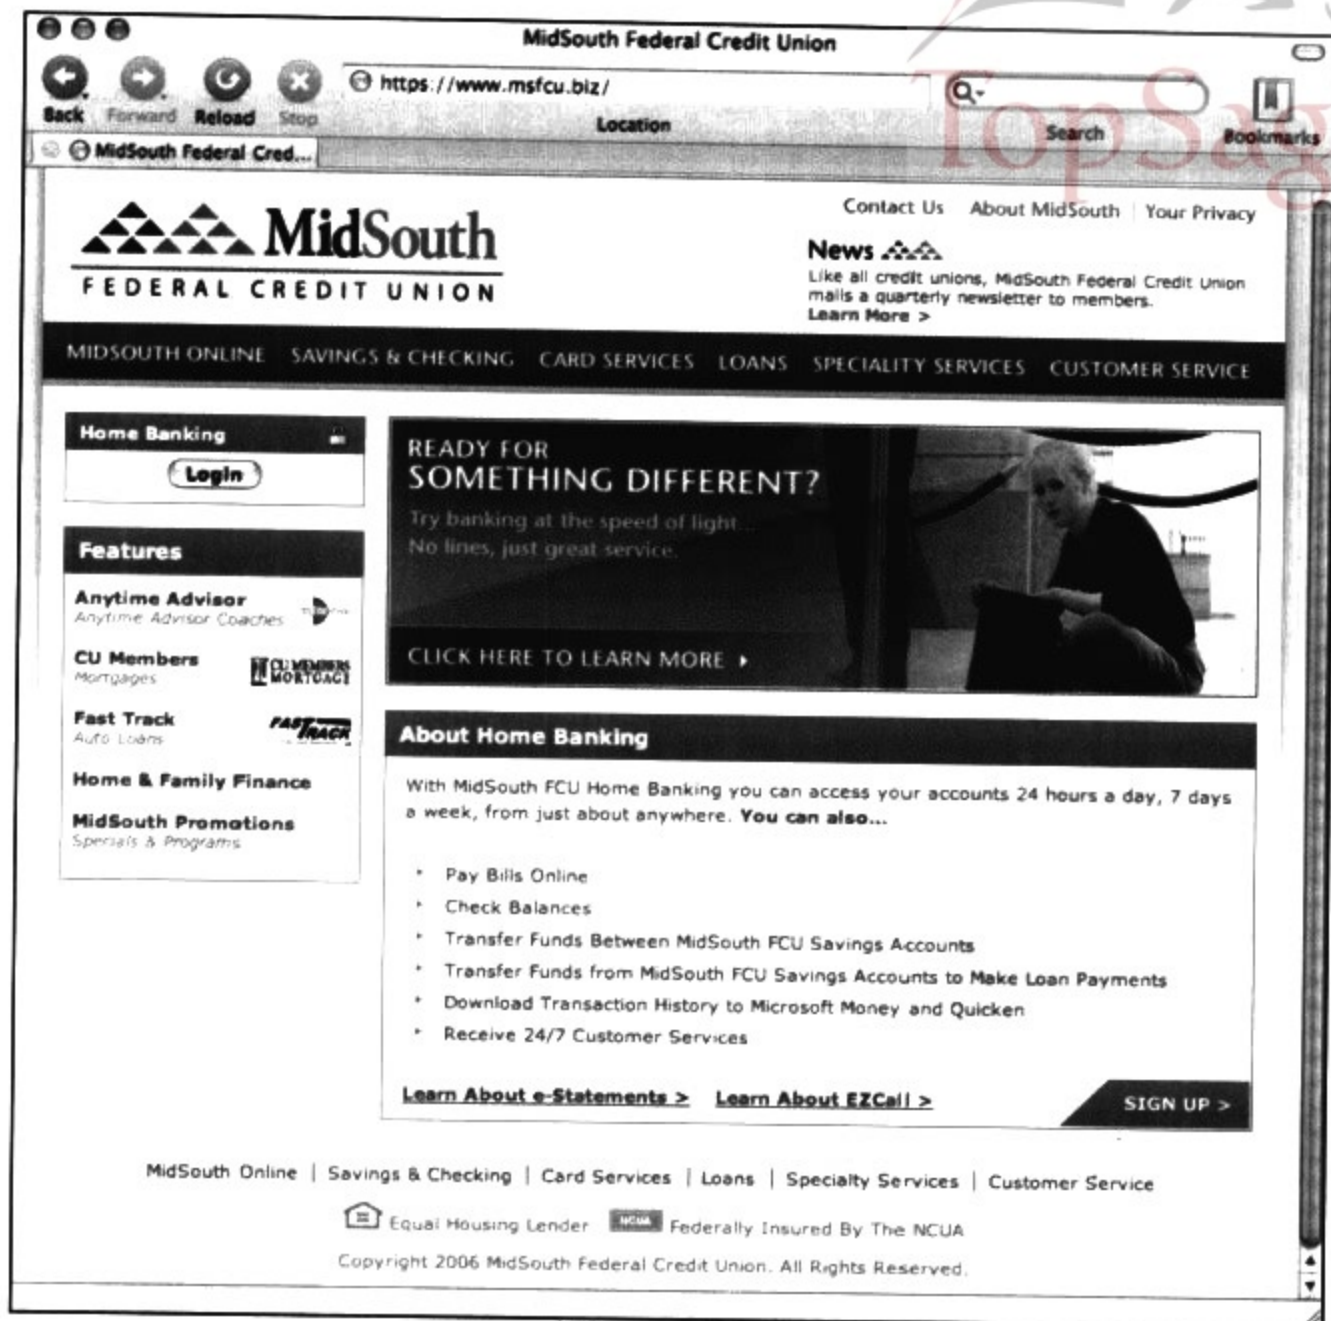 MidSouth Federal Credit Union
https://www.msfcu.biz/
Back Forward Reload Stop
Location
Search
Bookmarks
MidSouth Federal Cred...
TopSag
MidSouth
FEDERAL CREDIT UNION
Contact Us About MidSouth Your Privacy
News
Like all credit unions, MidSouth Federal Credit Union
mails a quarterly newsletter to members.
Learn More >
MIDSOUTH ONLINE SAVINGS & CHECKING CARD SERVICES LOANS SPECIALITY SERVICES CUSTOMER SERVICE
Home Banking
Login
Features
Anytime Advisor
Anytime Advisor Coaches
CU Members
Mortgages
CU MEMBERS
MORTGAGE
Fast Track
Auto Loans
FAST TRACK
Home & Family Finance
MidSouth Promotions
Specials & Programs
READY FOR
SOMETHING DIFFERENT?
Try banking at the speed of light...
No lines, just great service.
CLICK HERE TO LEARN MORE
About Home Banking
With MidSouth FCU Home Banking you can access your accounts 24 hours a day, 7 days
a week, from just about anywhere. You can also...
Pay Bills Online
Check Balances
Transfer Funds Between MidSouth FCU Savings Accounts
Transfer Funds from MidSouth FCU Savings Accounts to Make Loan Payments
Download Transaction History to Microsoft Money and Quicken
Receive 24/7 Customer Services
Learn About e-Statements > Learn About EZCall >
SIGN UP >
MidSouth Online | Savings & Checking | Card Services | Loans | Specialty Services | Customer Service
Equal Housing Lender NCUA Federally Insured By The NCUA
Copyright 2006 MidSouth Federal Credit Union. All Rights Reserved.